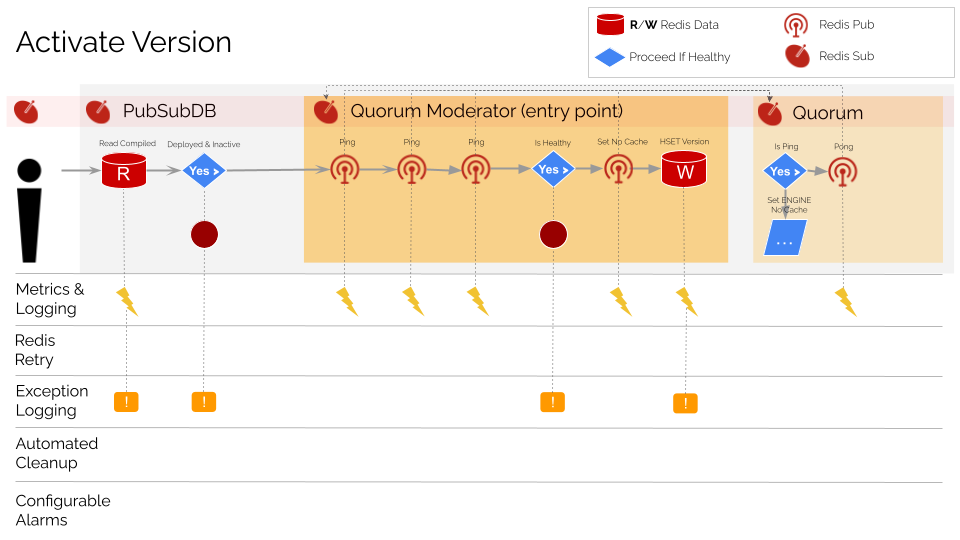 Activate Version
R/W Redis Data
Redis Pub
Proceed If Healthy
Redis Sub
PubSubDB
Quorum Moderator (entry point)
Quorum
Read Compiled
Deployed & Inactive
Ping
Ping
Ping
Is Healthy
Set No Cache
HSET Version
Is Ping
Pong
R
Yes >
Yes >
W
Yes >
Set ENGINE
No Cache
...
Metrics &
Logging
Redis
Retry
Exception
Logging
!
!
!
!
Automated
Cleanup
Configurable
Alarms